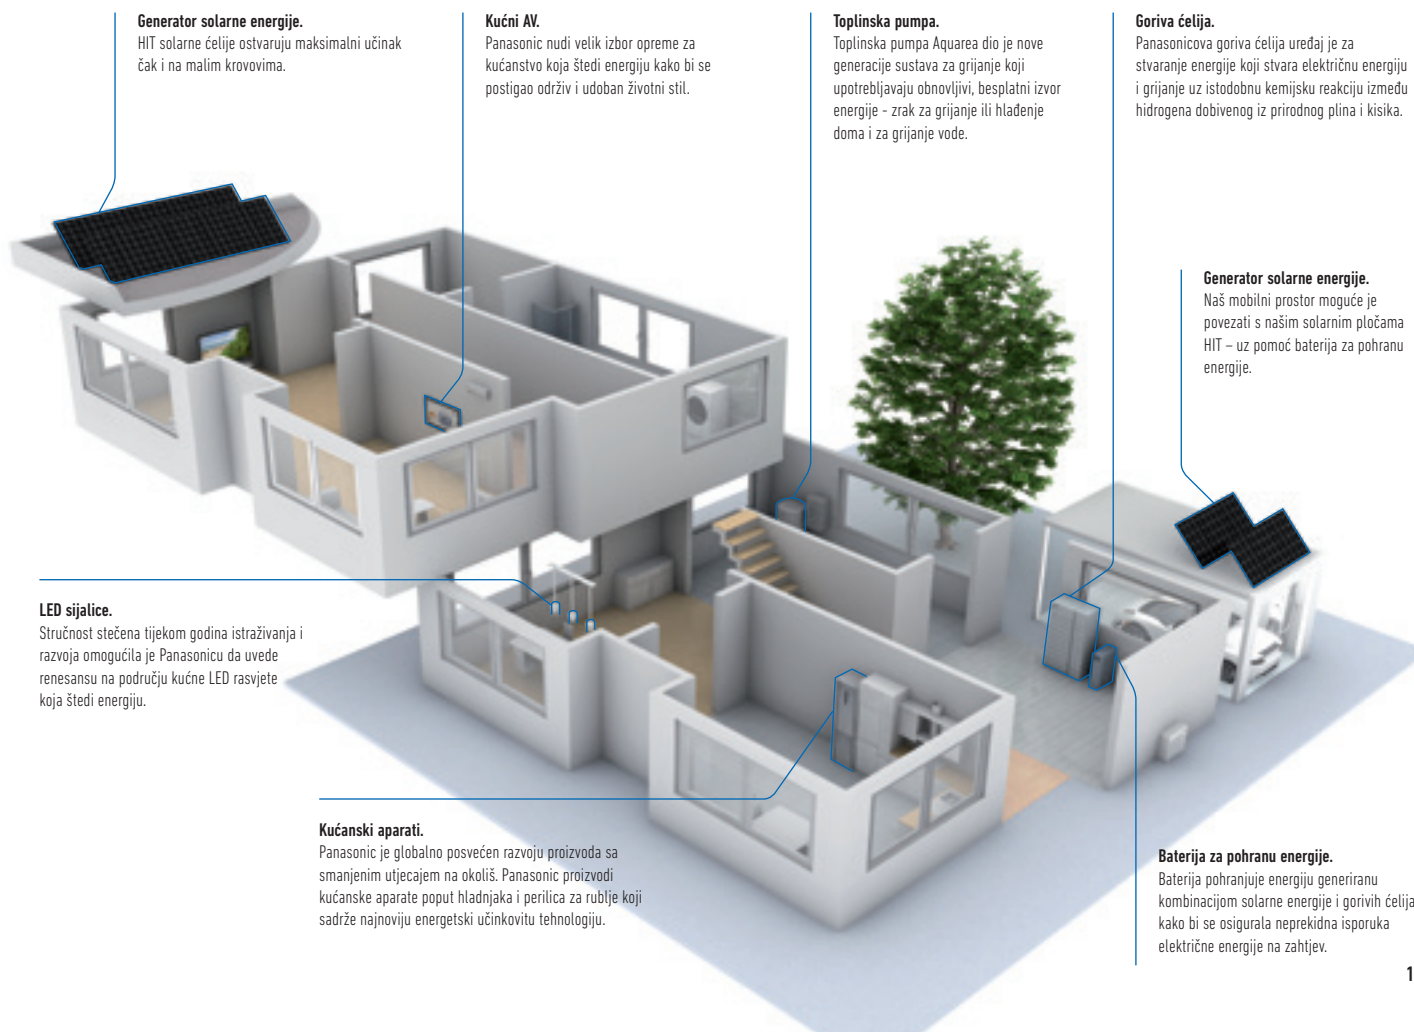 Generator solarne energije.
HIT solarne ćelije ostvaruju maksimalni učinak
čak i na malim krovovima.
Kućni AV.
Panasonic nudi velik izbor opreme za
kućanstvo koja štedi energiju kako bi se
postigao održiv i udoban životni stil.
Toplinska pumpa.
Toplinska pumpa Aquarea dio je nove
generacije sustava za grijanje koji
upotrebljavaju obnovljivi, besplatni izvor
energije - zrak za grijanje ili hlađenje
doma i za grijanje vode.
Goriva ćelija.
Panasonicova goriva ćelija uređaj je za
stvaranje energije koji stvara električnu energiju
i grijanje uz istodobnu kemijsku reakciju između
hidrogena dobivenog iz prirodnog plina i kisika.
Generator solarne energije.
Naš mobilni prostor moguće je
povezati s našim solarnim pločama
HIT – uz pomoć baterija za pohranu
energije.
LED sijalice.
Stručnost stečena tijekom godina istraživanja i
razvoja omogućila je Panasonicu da uvede
renesansu na području kućne LED rasvjete
koja štedi energiju.
Kućanski aparati.
Panasonic je globalno posvećen razvoju proizvoda sa
smanjenim utjecajem na okoliš. Panasonic proizvodi
kućanske aparate poput hladnjaka i perilica za rublje koji
sadrže najnoviju energetski učinkovitu tehnologiju.
Baterija za pohranu energije.
Baterija pohranjuje energiju generiranu
kombinacijom solarne energije i gorivih ćelija
kako bi se osigurala neprekidna isporuka
električne energije na zahtjev.
1